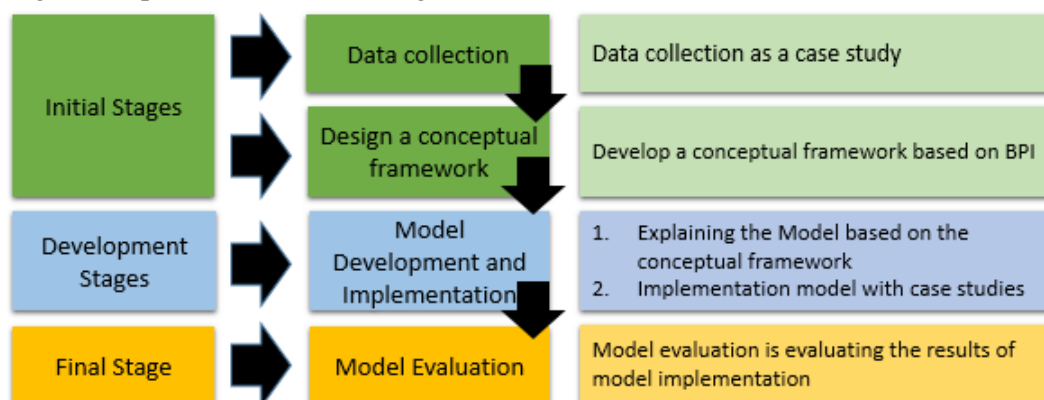 Initial Stages
Data collection
Data collection as a case study
Design a conceptual
framework
Develop a conceptual framework based on BPI
Development
Stages
Model
Development and
Implementation
1. Explaining the Model based on the
conceptual framework
2. Implementation model with case studies
Final Stage
Model Evaluation
Model evaluation is evaluating the results of
model implementation